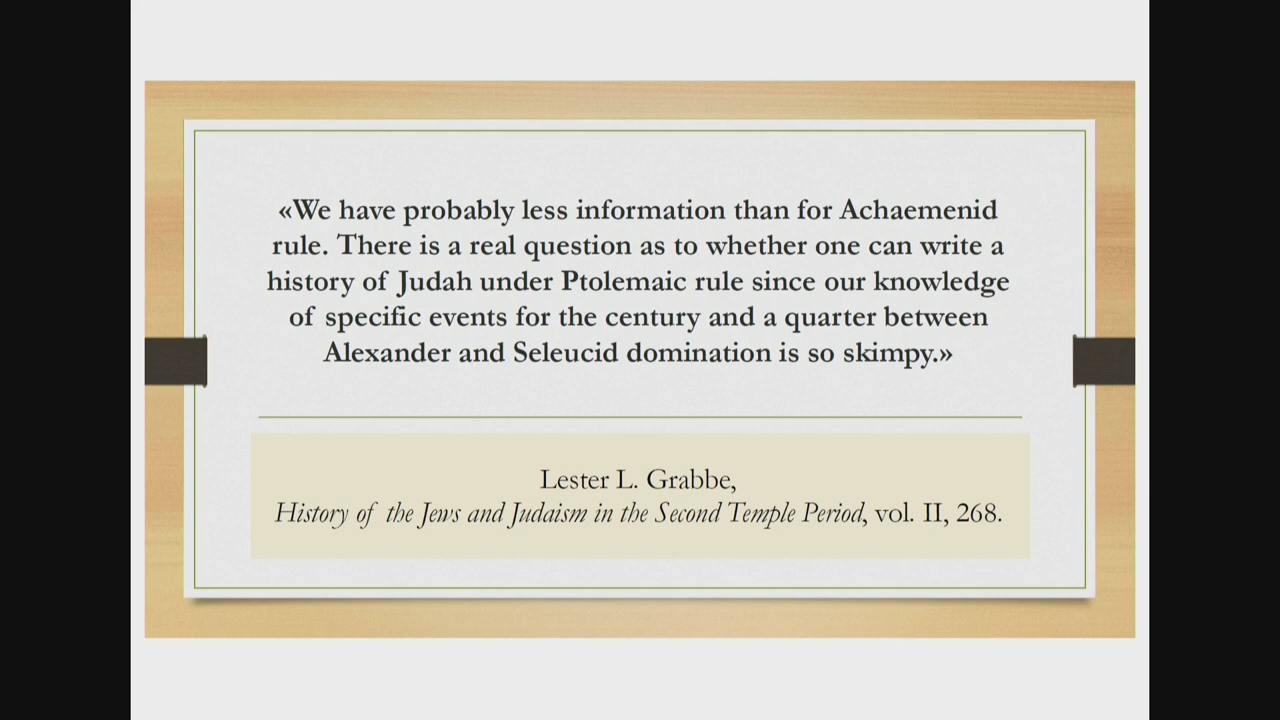 «We have probably less information than for Achaemenid
rule. There is a real question as to whether one can write a
history of Judah under Ptolemaic rule since our knowledge
of specific events for the century and a quarter between
Alexander and Seleucid domination is so skimpy.»
Lester L. Grabbe,
History of the Jews and Judaism in the Second Temple Period, vol. II, 268.